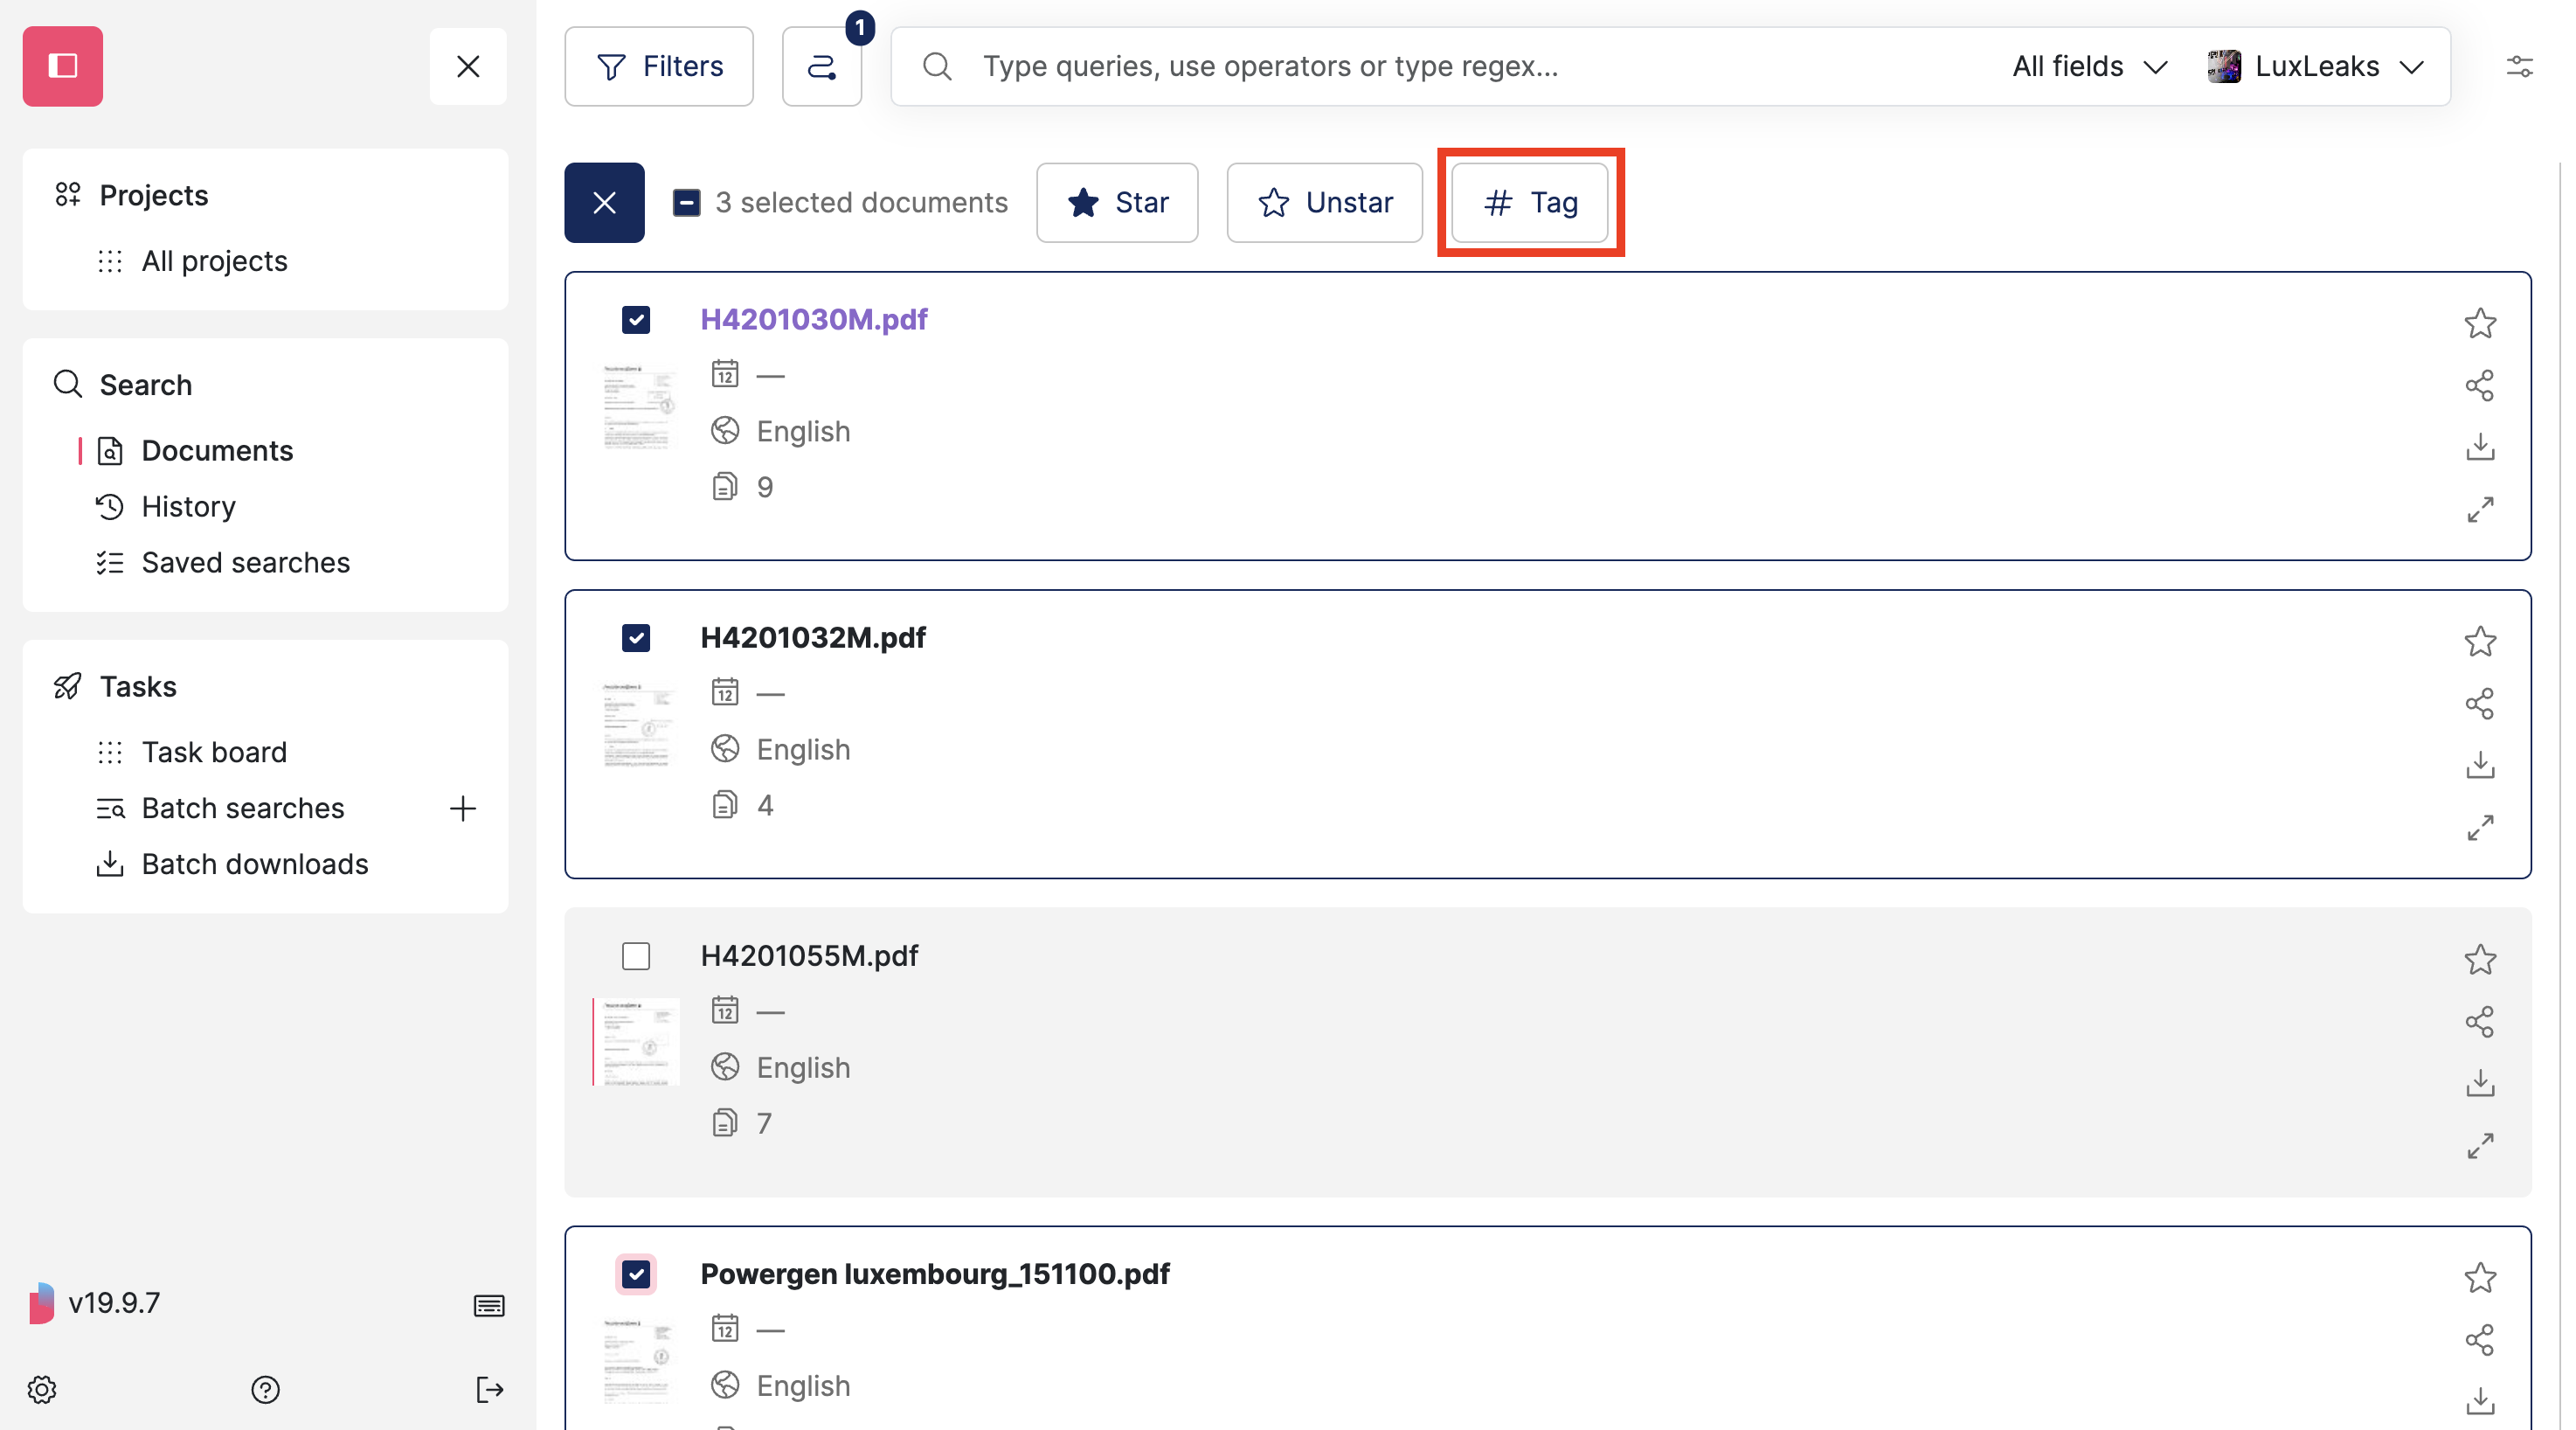 Projects
All projects
Search
Documents
History
Saved searches
Tasks
Task board
Batch searches
Batch downloads
v19.9.7
Filters
1
Type queries, use operators or type regex...
All fields
LuxLeaks
3 selected documents
Star
Unstar
# Tag
H4201030M.pdf
12 —
English
9
H4201032M.pdf
12 —
English
4
H4201055M.pdf
12 —
English
7
Powergen luxembourg_151100.pdf
12 —
English